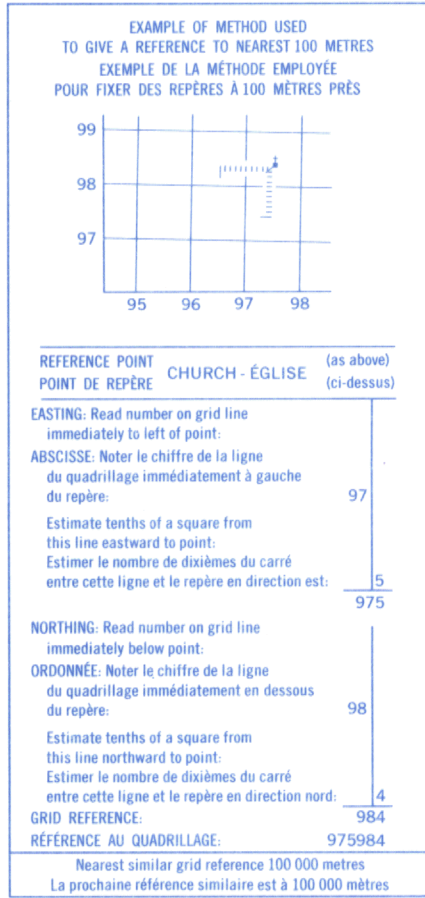 EXAMPLE OF METHOD USED
TO GIVE A REFERENCE TO NEAREST 100 METRES
EXEMPLE DE LA MÉTHODE EMPLOYÉE
POUR FIXER DES REPÈRES À 100 MÈTRES PRÈS
99
98
97
95 96 97 98
REFERENCE POINT
POINT DE REPÈRE
CHURCH - ÉGLISE
(as above)
(ci-dessus)
EASTING: Read number on grid line
immediately to left of point:
ABSCISSE: Noter le chiffre de la ligne
du quadrillage immédiatement à gauche
du repère: 97
Estimate tenths of a square from
this line eastward to point:
Estimer le nombre de dixièmes du carré
entre cette ligne et le repère en direction est: 5
975
NORTHING: Read number on grid line
immediately below point:
ORDONNÉE: Noter le chiffre de la ligne
du quadrillage immédiatement en dessous
du repère: 98
Estimate tenths of a square from
this line northward to point:
Estimer le nombre de dixièmes du carré
entre cette ligne et le repère en direction nord: 4
GRID REFERENCE: 984
RÉFÉRENCE AU QUADRILLAGE: 975984
Nearest similar grid reference 100 000 metres
La prochaine référence similaire est à 100 000 mètres